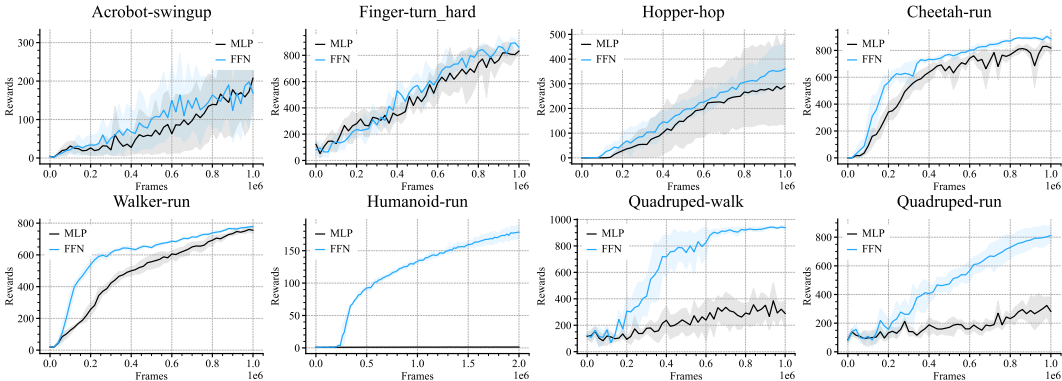 Acrobot-swingup
300
200
100
0
Rewards
MLP
FFN
0.0 0.2 0.4 0.6 0.8 1.0
Frames
1e6
Finger-turn_hard
800
600
400
200
0
Rewards
MLP
FFN
0.0 0.2 0.4 0.6 0.8 1.0
Frames
1e6
Hopper-hop
500
400
300
200
100
0
Rewards
MLP
FFN
0.0 0.2 0.4 0.6 0.8 1.0
Frames
1e6
Cheetah-run
800
600
400
200
0
Rewards
MLP
FFN
0.0 0.2 0.4 0.6 0.8 1.0
Frames
1e6
Walker-run
800
600
400
200
0
Rewards
MLP
FFN
0.0 0.2 0.4 0.6 0.8 1.0
Frames
1e6
Humanoid-run
150
100
50
0
Rewards
MLP
FFN
0.5 1.0 1.5 2.0
Frames
1e6
Quadruped-walk
1000
800
600
400
200
0
Rewards
MLP
FFN
0.0 0.2 0.4 0.6 0.8 1.0
Frames
1e6
Quadruped-run
800
600
400
200
0
Rewards
MLP
FFN
0.0 0.2 0.4 0.6 0.8 1.0
Frames
1e6